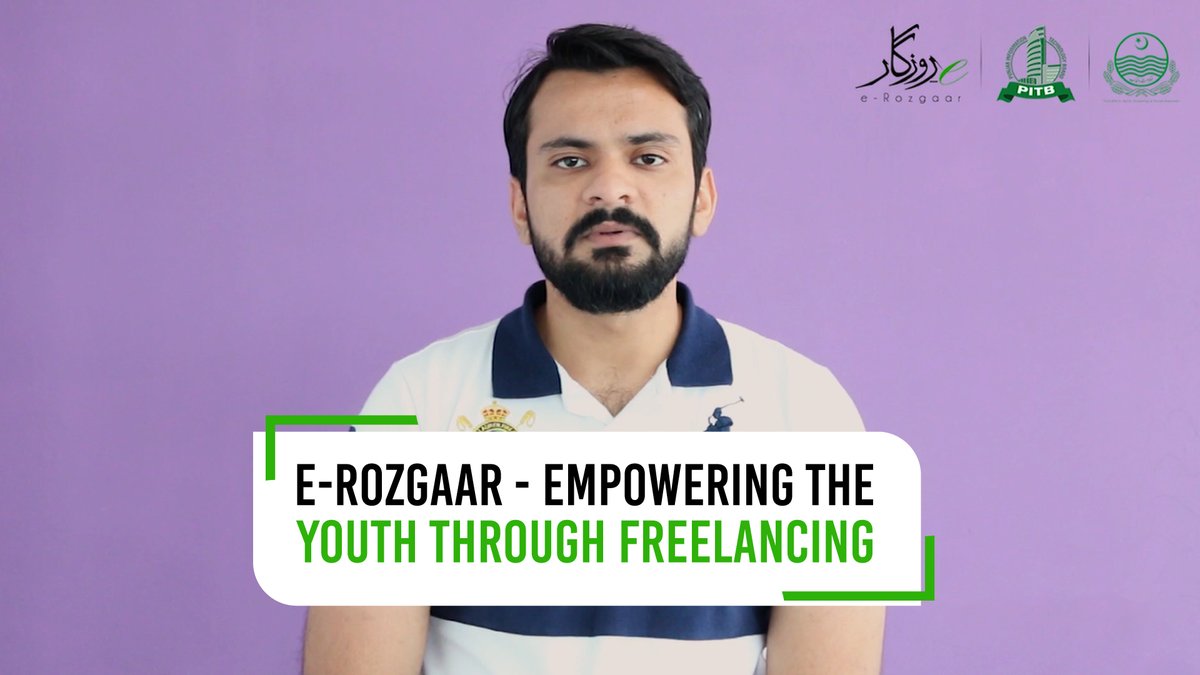 e روزگار
e-Rozgaar
PITB
E-ROZGAAR - EMPOWERING THE
YOUTH THROUGH FREELANCING